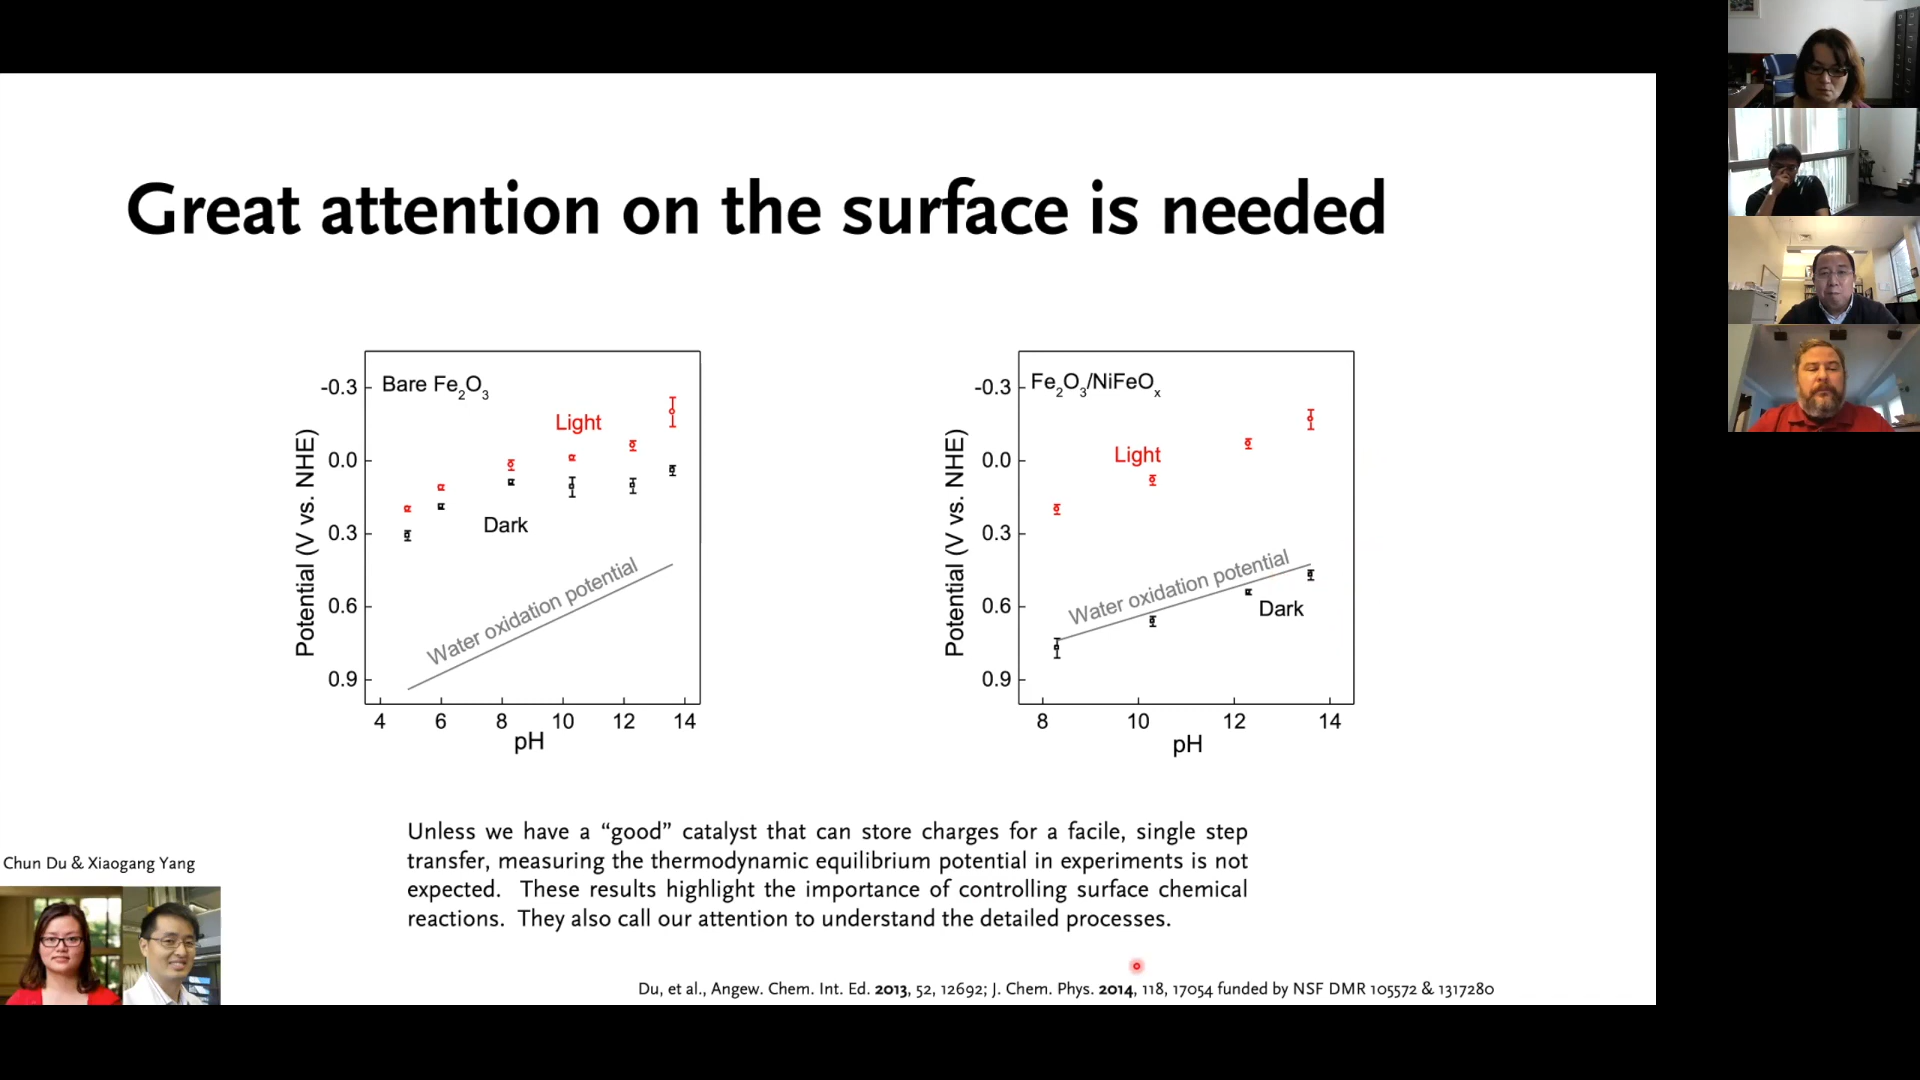 Great attention on the surface is needed
Bare Fe2O3
Light
Dark
Water oxidation potential
Potential (V vs. NHE)
-0.3
0.0
0.3
0.6
0.9
4 6 8 10 12 14
pH
Fe2O3/NiFeOx
Light
Water oxidation potential
Dark
Potential (V vs. NHE)
-0.3
0.0
0.3
0.6
0.9
8 10 12 14
pH
Unless we have a “good” catalyst that can store charges for a facile, single step
transfer, measuring the thermodynamic equilibrium potential in experiments is not
expected. These results highlight the importance of controlling surface chemical
reactions. They also call our attention to understand the detailed processes.
Chun Du & Xiaogang Yang
Du, et al., Angew. Chem. Int. Ed. 2013, 52, 12692; J. Chem. Phys. 2014, 118, 17054 funded by NSF DMR 105572 & 1317280